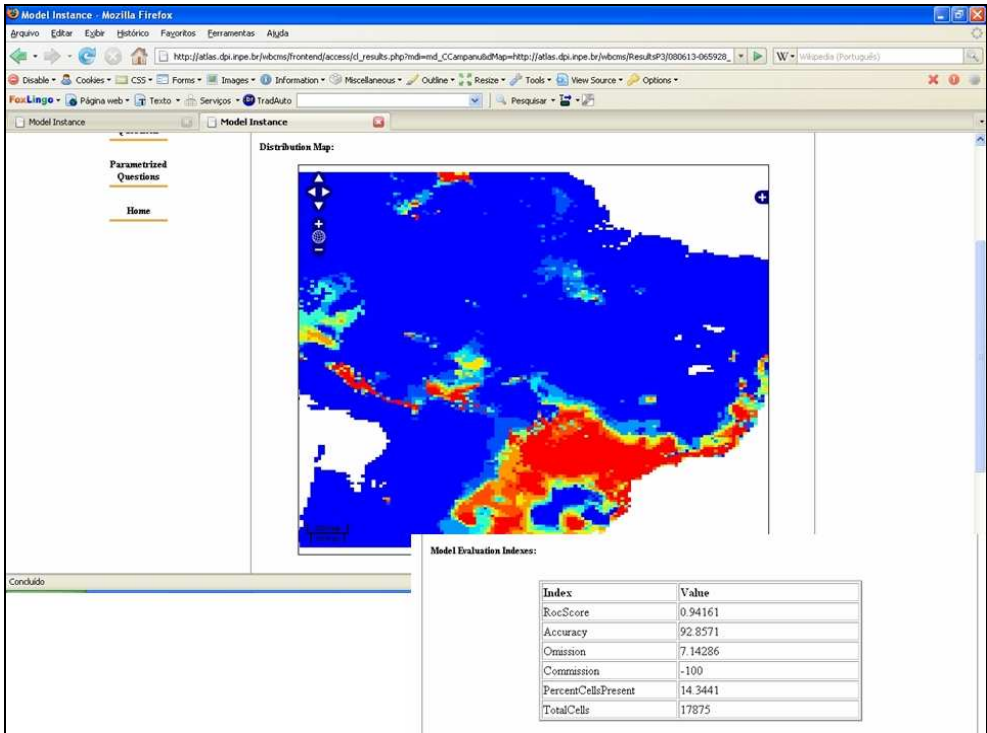 Model Instance - Mozilla Firefox
Arquivo Editar Exibir Histórico Favoritos Ferramentas Ajuda
http://atlas.dpi.inpe.br/wbcms/frontend/access/cl_results.php?mdi=md_CCampanu&dMap=http://atlas.dpi.inpe.br/wbcms/ResultsP3/080613-065928_ W Wikipedia (Português)
Disable Cookies CSS Forms Images Information Miscellaneous Outline Resize Tools View Source Options
FoxLingo Página web Texto Serviços TradAuto Pesquisar
Model Instance Model Instance
Distribution Map:
Parametrized
Questions
Home
Concluído
Model Evaluation Indexes:
Index Value
RocScore 0.94161
Accuracy 92.8571
Omission 7.14286
Commission -100
PercentCellsPresent 14.3441
TotalCells 17875